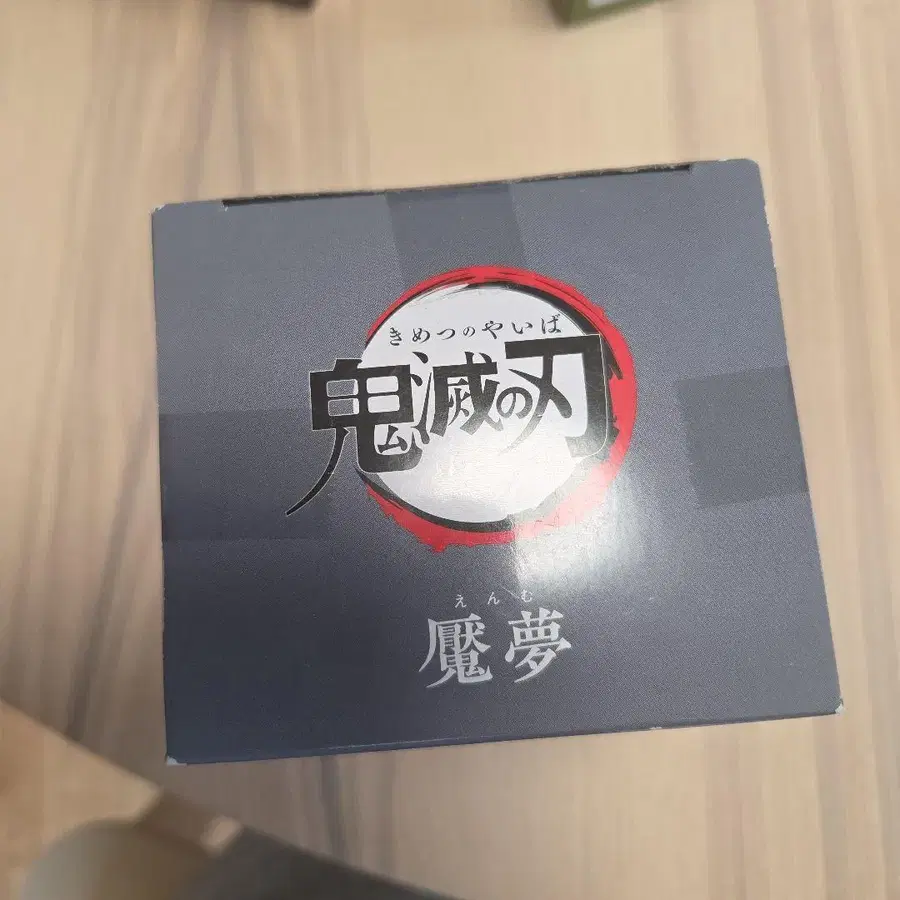 きめつのやいば
鬼滅の刃
えんむ
魘夢